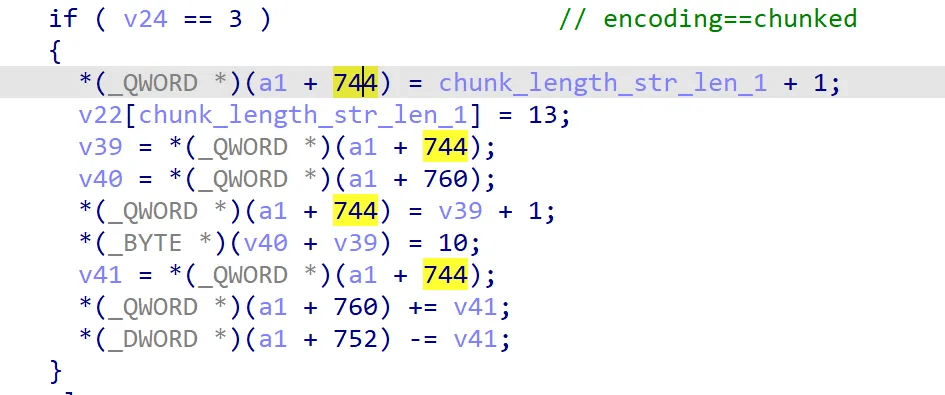 if ( v24 == 3 ) // encoding==chunked
{
*(_QWORD *)(a1 + 744) = chunk_length_str_len_1 + 1;
v22[chunk_length_str_len_1] = 13;
v39 = *(_QWORD *)(a1 + 744);
v40 = *(_QWORD *)(a1 + 760);
*(_QWORD *)(a1 + 744) = v39 + 1;
*(_BYTE *)(v40 + v39) = 10;
v41 = *(_QWORD *)(a1 + 744);
*(_QWORD *)(a1 + 760) += v41;
*(_DWORD *)(a1 + 752) -= v41;
}